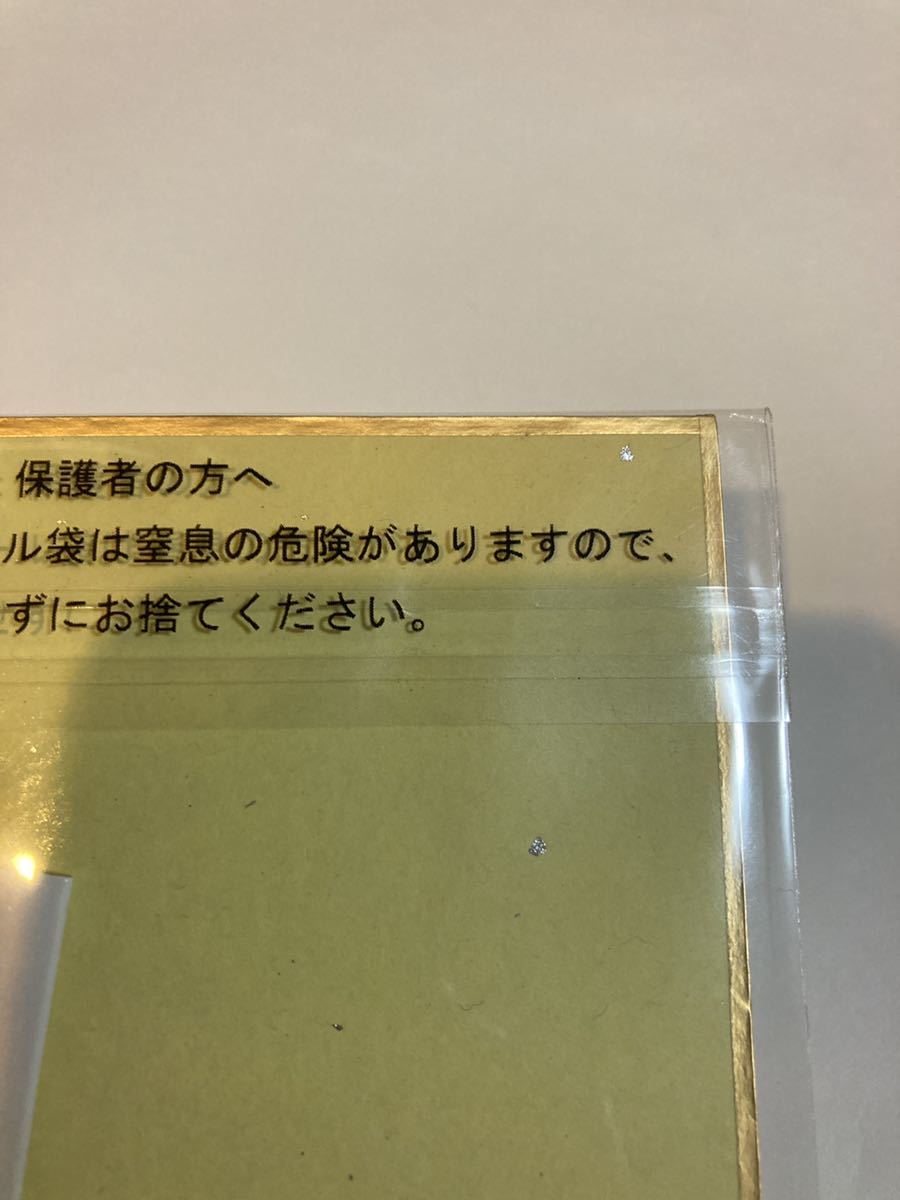 保護者の方へ
ル袋は窒息の危険がありますので、
ずにお捨てください。